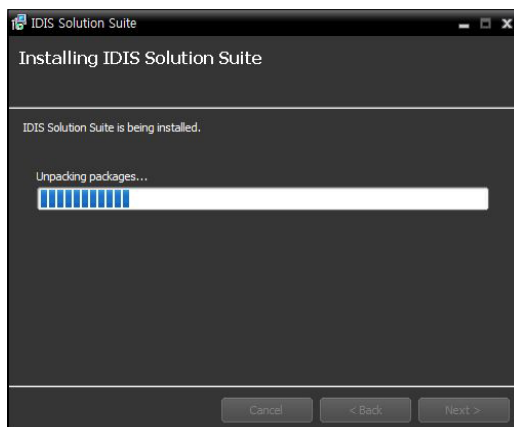 IDIS Solution Suite
Installing IDIS Solution Suite
IDIS Solution Suite is being installed.
Unpacking packages...
Cancel
< Back
Next >